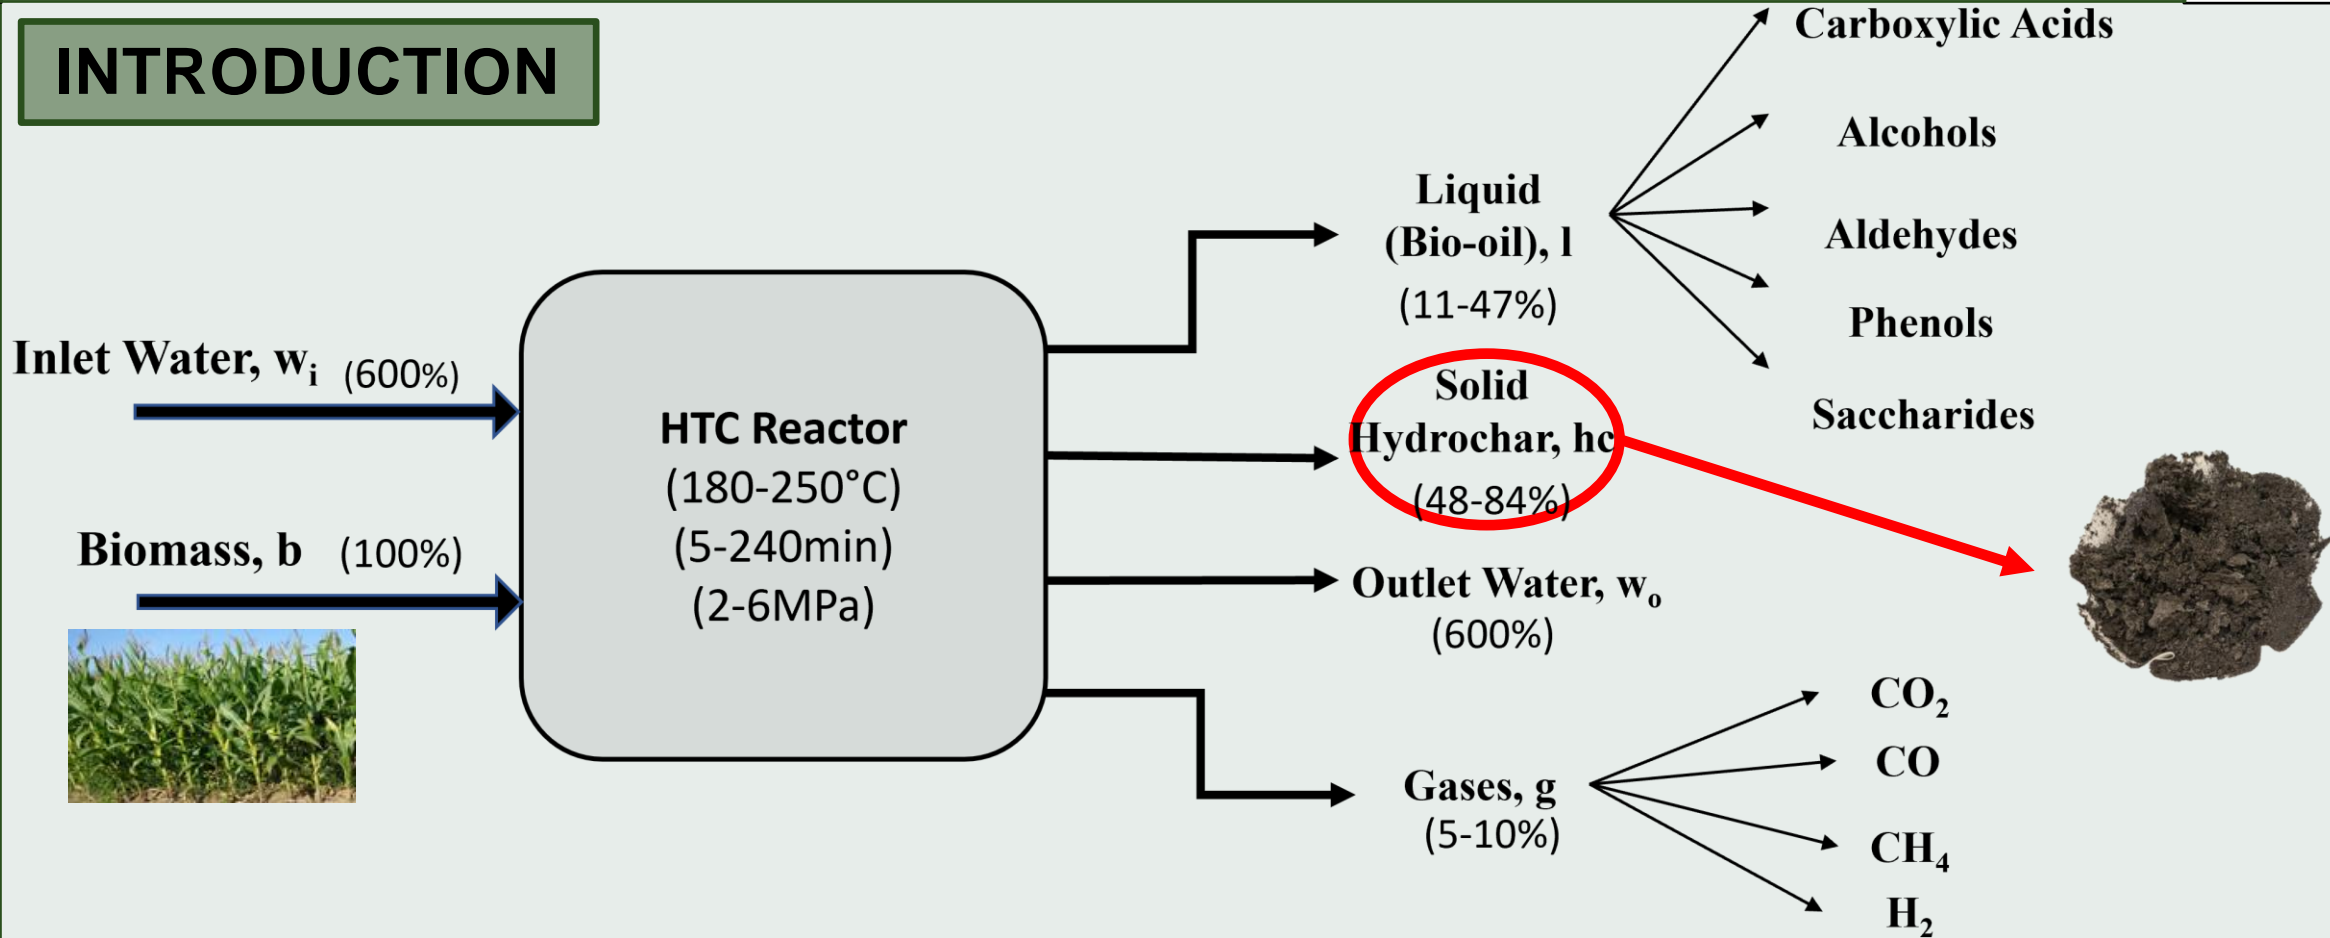 INTRODUCTION
Inlet Water, wᵢ (600%)
Biomass, b (100%)
HTC Reactor
(180-250°C)
(5-240min)
(2-6MPa)
Liquid
(Bio-oil), l
(11-47%)
Carboxylic Acids
Alcohols
Aldehydes
Phenols
Saccharides
Solid
Hydrochar, hc
(48-84%)
Outlet Water, wₒ
(600%)
Gases, g
(5-10%)
CO₂
CO
CH₄
H₂